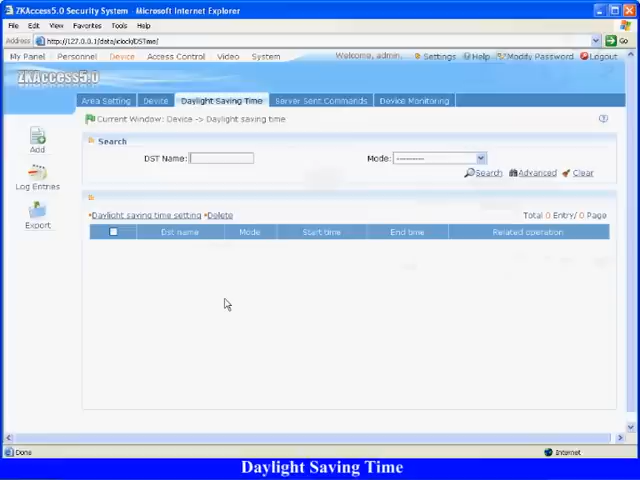 ZKAccess5.0 Security System - Microsoft Internet Explorer
File Edit View Favorites Tools Help
Address http://127.0.0.1/data/iclock/DSTime/ Go
My Panel Personnel Device Access Control Video System Welcome, admin. Settings Help Modify Password Logout
ZKAccess5.0
Area Setting Device Daylight Saving Time Server Sent Commands Device Monitoring
Current Window: Device -> Daylight saving time
Add
Log Entries
Export
Search
DST Name: Mode: ----------
Search Advanced Clear
Daylight saving time setting Delete Total 0 Entry/ 0 Page
Dst name Mode Start time End time Related operation
Done Internet
Daylight Saving Time